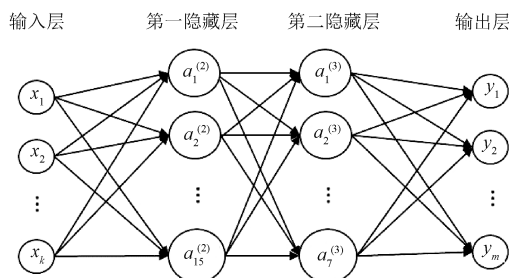 输入层 第一隐藏层 第二隐藏层 输出层
x₁ a₁⁽²⁾ a₁⁽³⁾ y₁
x₂ a₂⁽²⁾ a₂⁽³⁾ y₂
⋮ ⋮ ⋮ ⋮
xₖ a₁₅⁽²⁾ a₇⁽³⁾ yₘ